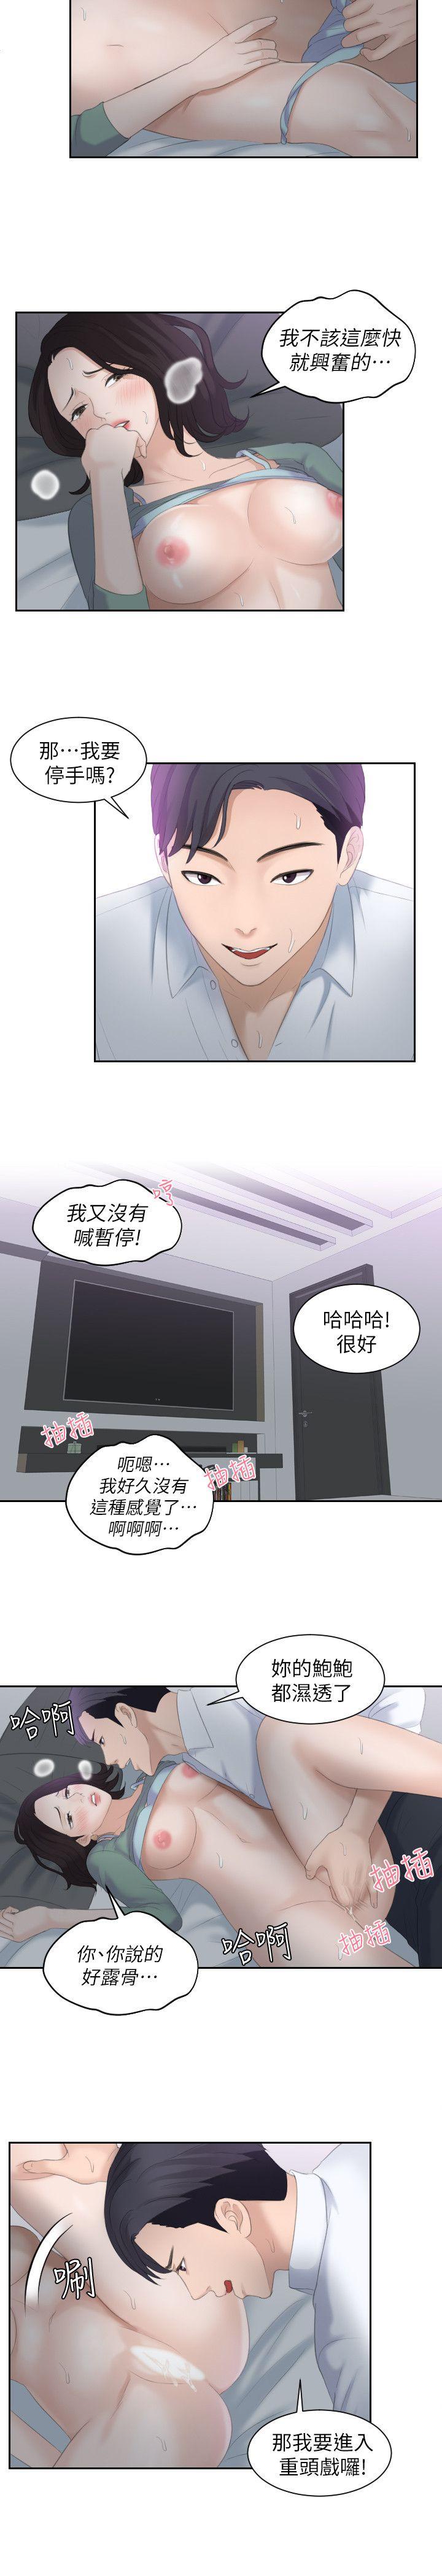 我不該這麼快
就興奮的…
那…我要
停手嗎?
哼
我又沒有
喊暫停!
哈哈哈!
很好
抽插
抽插
呃嗯…
我好久沒有
這種感覺了…
啊啊啊…
妳的鮑鮑
都濕透了
哈啊
抽插
抽插
哈啊
你、你說的
好露骨…
唰
那我要進入
重頭戲囉!